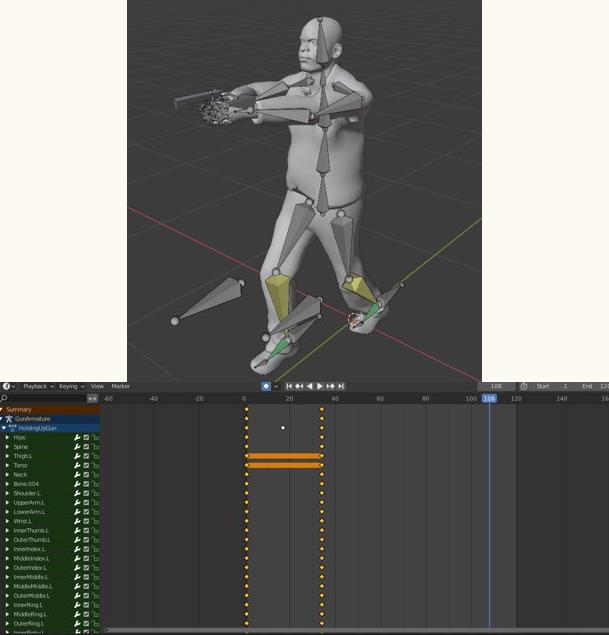 Playback Keying View Marker 108 Start 1 End 120
-60 -20 0 20 40 60 80 100 108 120 140 16
Summary
GunArmature
HoldingUpGun
Hips
Spine
Thigh.L
Torso
Neck
Bone.004
Shoulder.L
UpperArm.L
LowerArm.L
Wrist.L
InnerThumb.L
OuterThumb.L
InnerIndex.L
MiddleIndex.L
OuterIndex.L
InnerMiddle.L
MiddleMiddle.L
OuterMiddle.L
InnerRing.L
MiddleRing.L
OuterRing.L